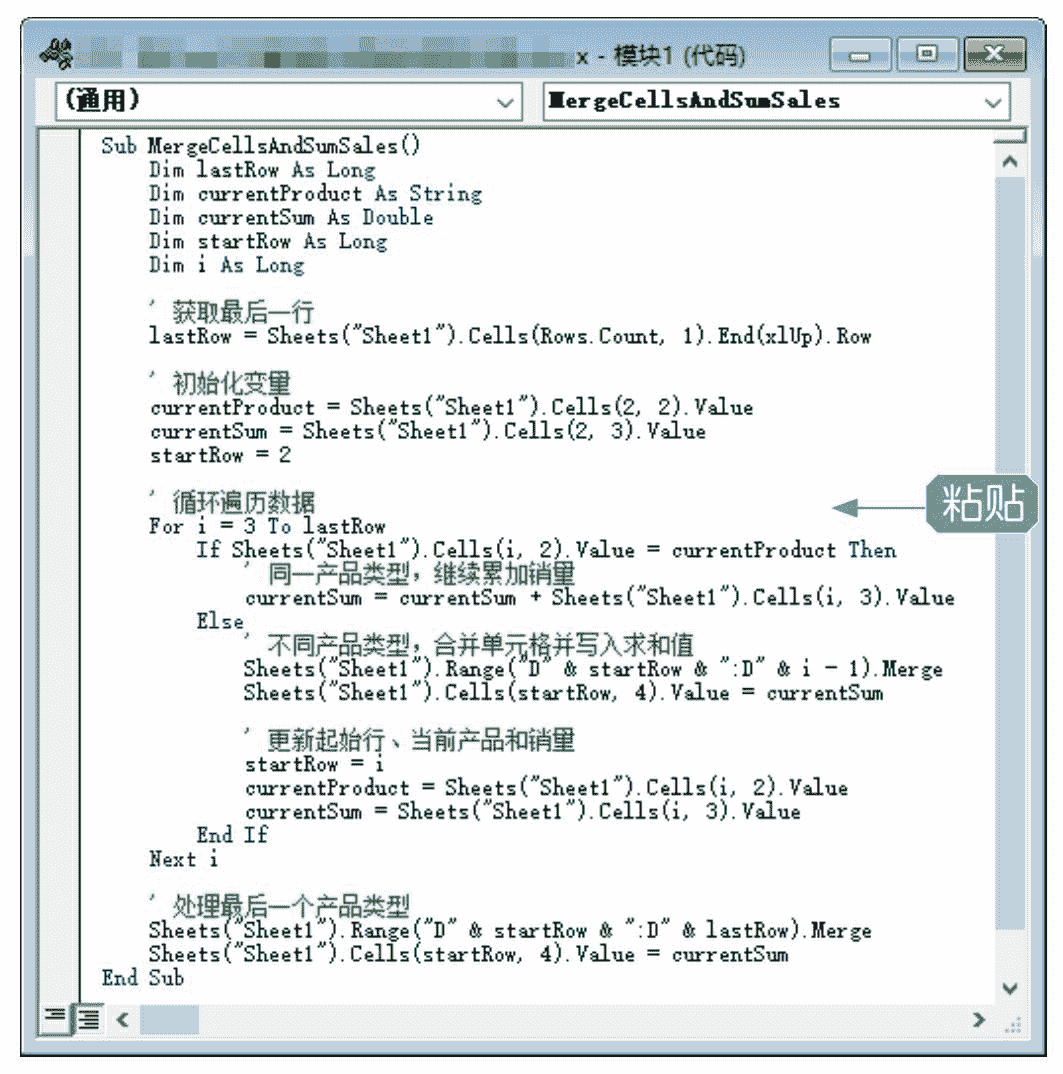 x - 模块1 (代码)
(通用)
MergeCellsAndSumSales
Sub MergeCellsAndSumSales()
    Dim lastRow As Long
    Dim currentProduct As String
    Dim currentSum As Double
    Dim startRow As Long
    Dim i As Long
    ' 获取最后一行
    lastRow = Sheets("Sheet1").Cells(Rows.Count, 1).End(xlUp).Row
    ' 初始化变量
    currentProduct = Sheets("Sheet1").Cells(2, 2).Value
    currentSum = Sheets("Sheet1").Cells(2, 3).Value
    startRow = 2
    ' 循环遍历数据
粘贴
    For i = 3 To lastRow
        If Sheets("Sheet1").Cells(i, 2).Value = currentProduct Then
            ' 同一产品类型，继续累加销量
            currentSum = currentSum + Sheets("Sheet1").Cells(i, 3).Value
        Else
            ' 不同产品类型，合并单元格并写入求和值
            Sheets("Sheet1").Range("D" & startRow & ":D" & i - 1).Merge
            Sheets("Sheet1").Cells(startRow, 4).Value = currentSum
            ' 更新起始行、当前产品和销量
            startRow = i
            currentProduct = Sheets("Sheet1").Cells(i, 2).Value
            currentSum = Sheets("Sheet1").Cells(i, 3).Value
        End If
    Next i
    ' 处理最后一个产品类型
    Sheets("Sheet1").Range("D" & startRow & ":D" & lastRow).Merge
    Sheets("Sheet1").Cells(startRow, 4).Value = currentSum
End Sub